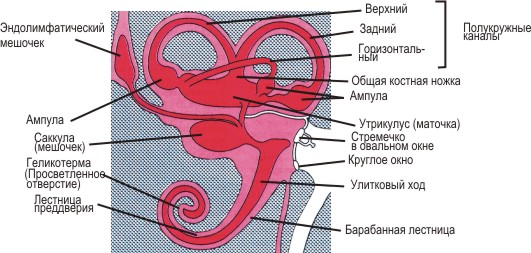 Эндолимфатический
мешочек
Ампула
Саккула
(мешочек)
Геликотерма
(Просветленное
отверстие)
Лестница
преддверия
Верхний
Задний
Горизонталь-
ный
Полукружные
каналы
Общая костная ножка
Ампула
Утрикулус (маточка)
Стремечко
в овальном окне
Круглое окно
Улитковый ход
Барабанная лестница